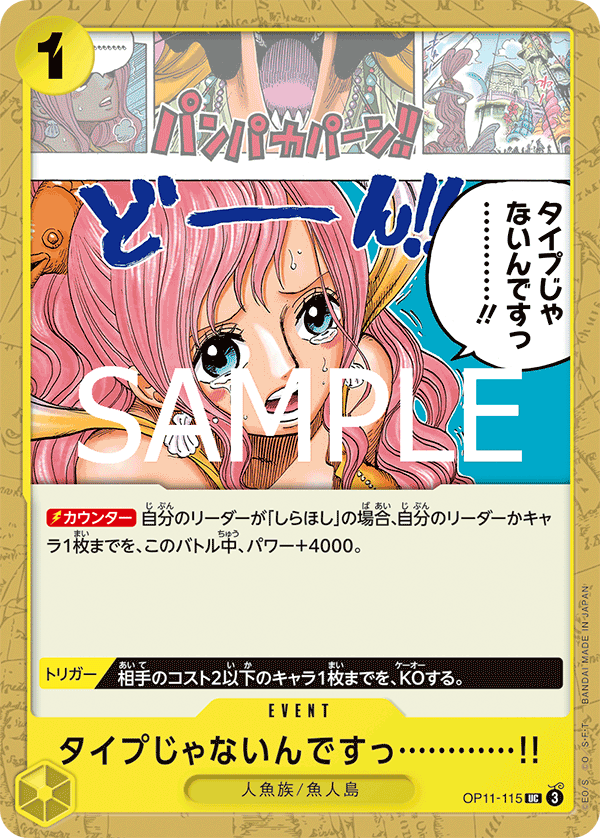 1
パンパカパーン!!
どーん!!
タイプじゃ
ないんですっ
…………!!
SAMPLE
カウンター 自分のリーダーが「しらほし」の場合、自分のリーダーかキャ
ラ1枚までを、このバトル中、パワー+4000。
トリガー 相手のコスト2以下のキャラ1枚までを、KOする。
EVENT
タイプじゃないんですっ…………!!
人魚族/魚人島
OP11-115 UC 3
BANDAI MADE IN JAPAN